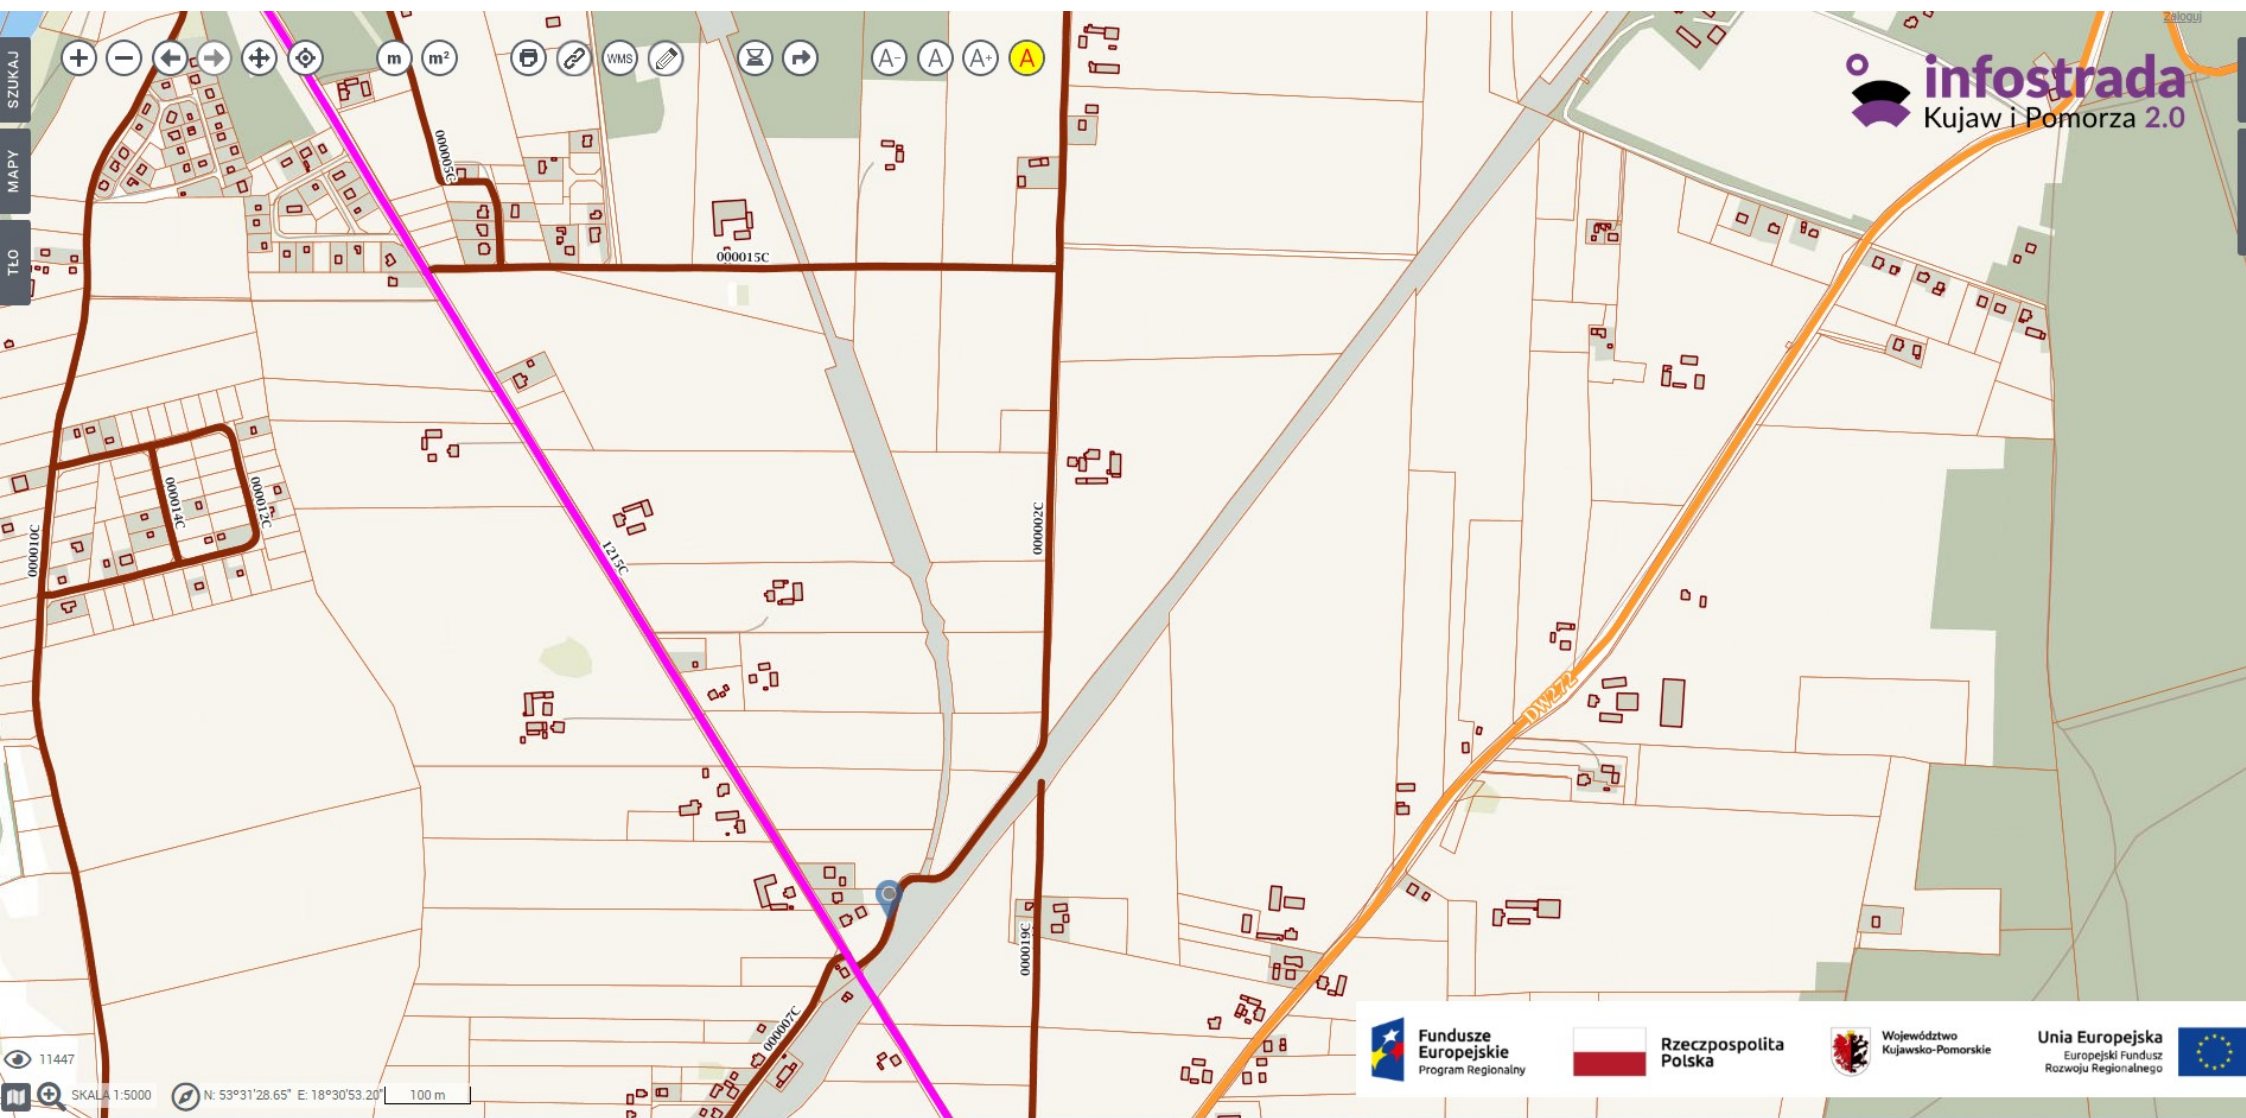 Zaloguj
SZUKAJ
MAPY
TŁO
m
m²
WMS
A-
A
A+
A
infostrada
Kujaw i Pomorza 2.0
000005C
000015C
000014C
000012C
000010C
000002C
1215C
DW272
000019C
000007C
11447
SKALA 1:5000
N: 53°31'28.65" E: 18°30'53.20"
100 m
Fundusze
Europejskie
Program Regionalny
Rzeczpospolita
Polska
Województwo
Kujawsko-Pomorskie
Unia Europejska
Europejski Fundusz
Rozwoju Regionalnego